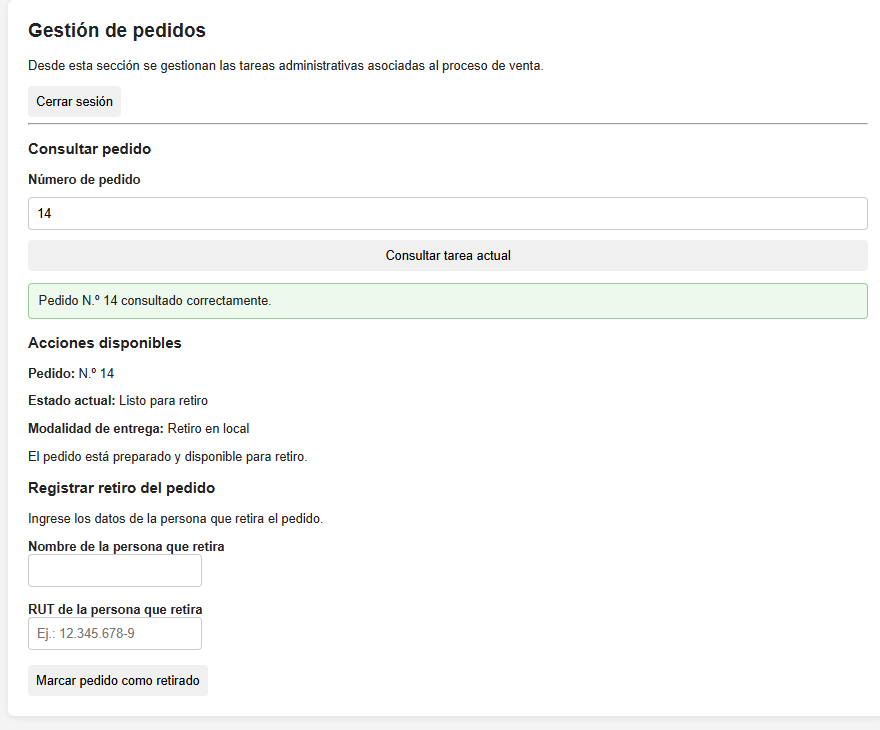 Gestión de pedidos
Desde esta sección se gestionan las tareas administrativas asociadas al proceso de venta.
Cerrar sesión
Consultar pedido
Número de pedido
14
Consultar tarea actual
Pedido N.º 14 consultado correctamente.
Acciones disponibles
Pedido: N.º 14
Estado actual: Listo para retiro
Modalidad de entrega: Retiro en local
El pedido está preparado y disponible para retiro.
Registrar retiro del pedido
Ingrese los datos de la persona que retira el pedido.
Nombre de la persona que retira
RUT de la persona que retira
Ej.: 12.345.678-9
Marcar pedido como retirado